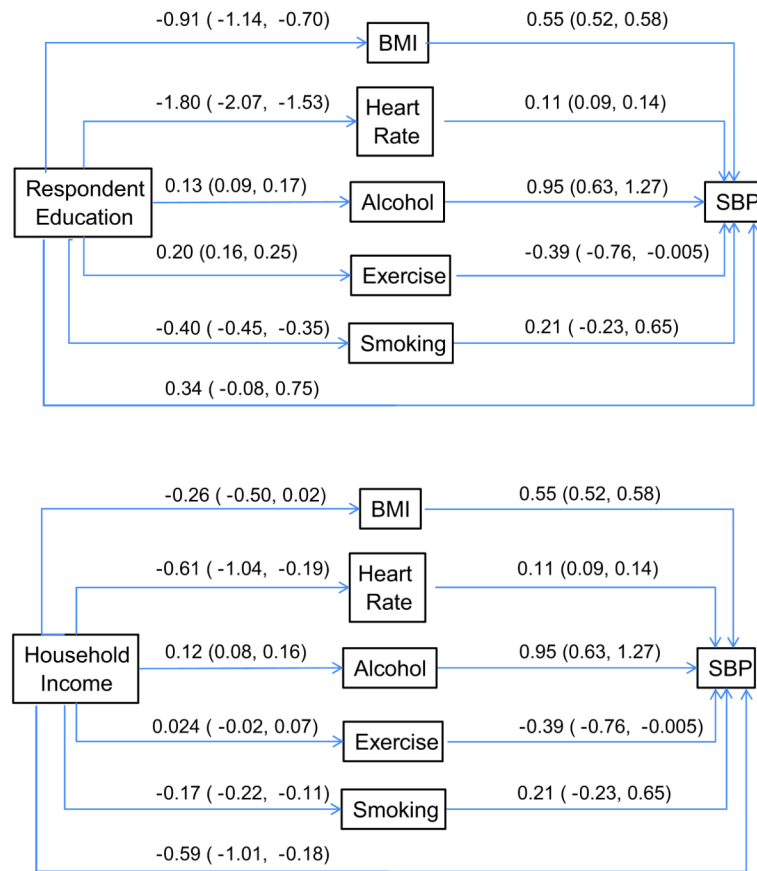 -0.91 ( -1.14, -0.70)
0.55 (0.52, 0.58)
BMI
-1.80 ( -2.07, -1.53)
Heart
Rate
0.11 (0.09, 0.14)
Respondent
Education
0.13 (0.09, 0.17)
Alcohol
0.95 (0.63, 1.27)
SBP
0.20 (0.16, 0.25)
Exercise
-0.39 ( -0.76, -0.005)
-0.40 ( -0.45, -0.35)
Smoking
0.21 ( -0.23, 0.65)
0.34 ( -0.08, 0.75)
-0.26 ( -0.50, 0.02)
BMI
0.55 (0.52, 0.58)
-0.61 ( -1.04, -0.19)
Heart
Rate
0.11 (0.09, 0.14)
Household
Income
0.12 (0.08, 0.16)
Alcohol
0.95 (0.63, 1.27)
SBP
0.024 ( -0.02, 0.07)
Exercise
-0.39 ( -0.76, -0.005)
-0.17 ( -0.22, -0.11)
Smoking
0.21 ( -0.23, 0.65)
-0.59 ( -1.01, -0.18)